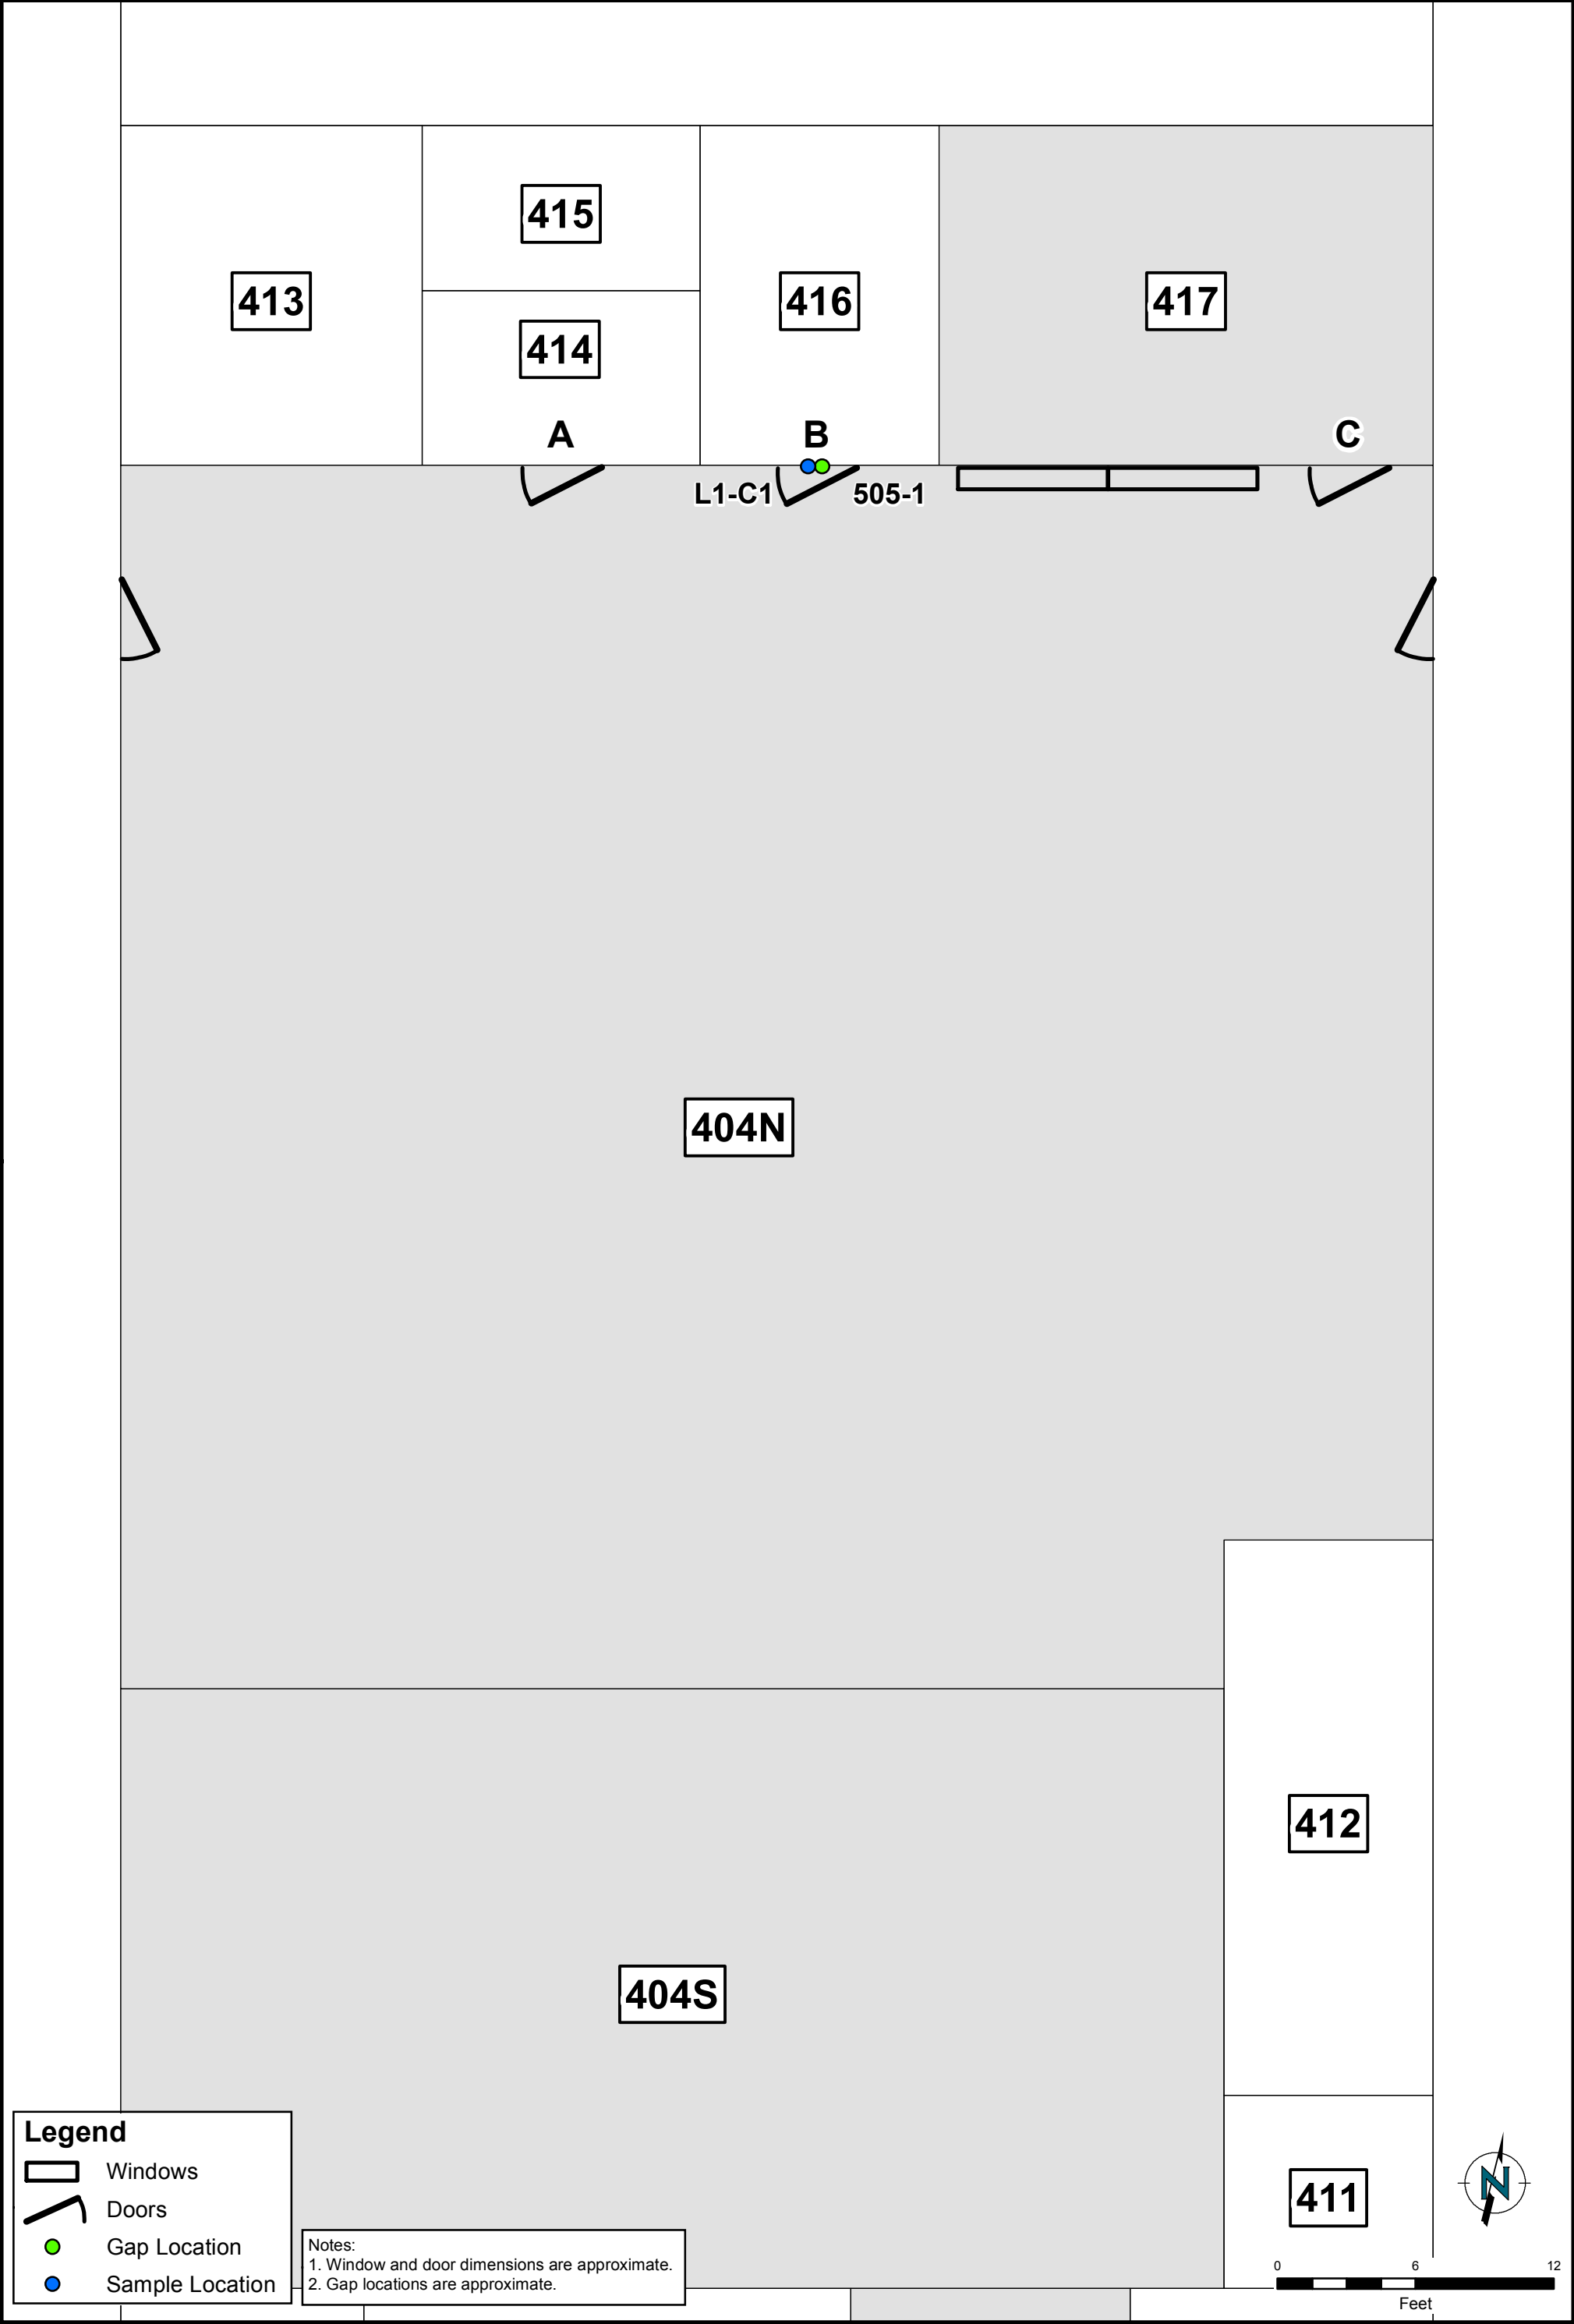 415
413
416
417
414
A
B
C
L1-C1
505-1
404N
412
404S
411
Legend
Windows
Doors
Gap Location
Sample Location
Notes:
1. Window and door dimensions are approximate.
2. Gap locations are approximate.
N
0 6 12
Feet